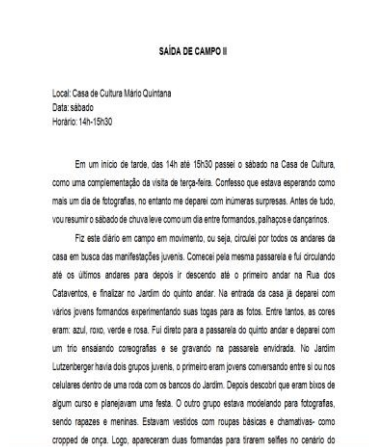 SAÍDA DE CAMPO II
Local: Casa de Cultura Mário Quintana
Data: sábado
Horário: 14h-15h30
Em um início de tarde, das 14h até 15h30 passei o sábado na Casa de Cultura,
como uma complementação da visita de terça-feira. Confesso que estava esperando como
mais um dia de fotografias, no entanto me deparei com inúmeras surpresas. Antes de tudo,
vou resumir o sábado de chuva leve como um dia entre formandos, palhaços e dançarinos.
Fiz este diário em campo em movimento, ou seja, circulei por todos os andares da
casa em busca das manifestações juvenis. Comecei pela mesma passarela e fui circulando
até os últimos andares para depois ir descendo até o primeiro andar na Rua dos
Cataventos, e finalizar no Jardim do quinto andar. Na entrada da casa já deparei com
vários jovens formandos experimentando suas togas para as fotos. Entre tantos, as cores
eram: azul, roxo, verde e rosa. Fui direto para a passarela do quinto andar e deparei com
um trio ensaiando coreografias e se gravando na passarela envidrada. No Jardim
Lutzenberger havia dois grupos juvenis, o primeiro eram jovens conversando entre si ou nos
celulares dentro de uma roda com os bancos do Jardim. Depois descobri que eram bixos de
algum curso e planejavam uma festa. O outro grupo estava modelando para fotografias,
sendo rapazes e meninas. Estavam vestidos com roupas básicas e chamativas- como
cropped de onça. Logo, apareceram duas formandas para tirarem selfies no cenário do